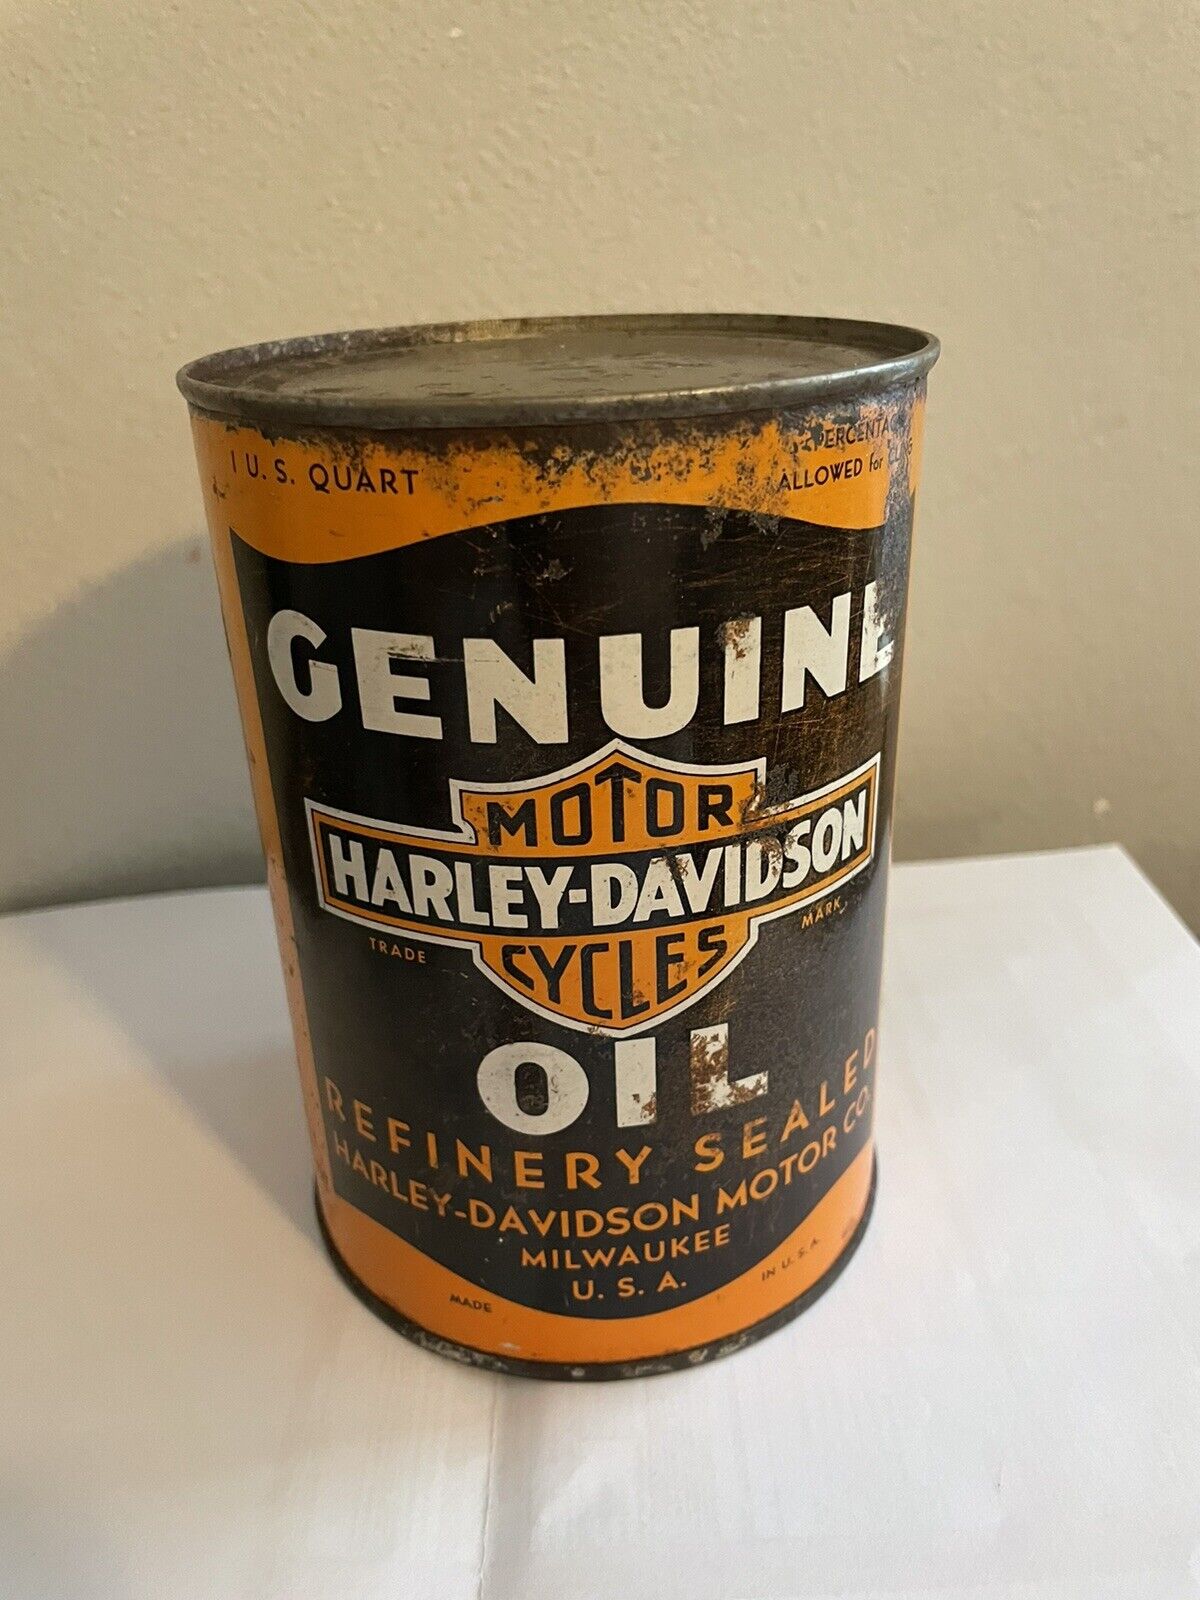 1 U. S. QUART
ALLOWED for
GENUINE
MOTOR
HARLEY-DAVIDSON
CYCLES
TRADE MARK
OIL
REFINERY SEALED
HARLEY-DAVIDSON MOTOR CO.
MILWAUKEE
U. S. A.
MADE IN U.S.A.